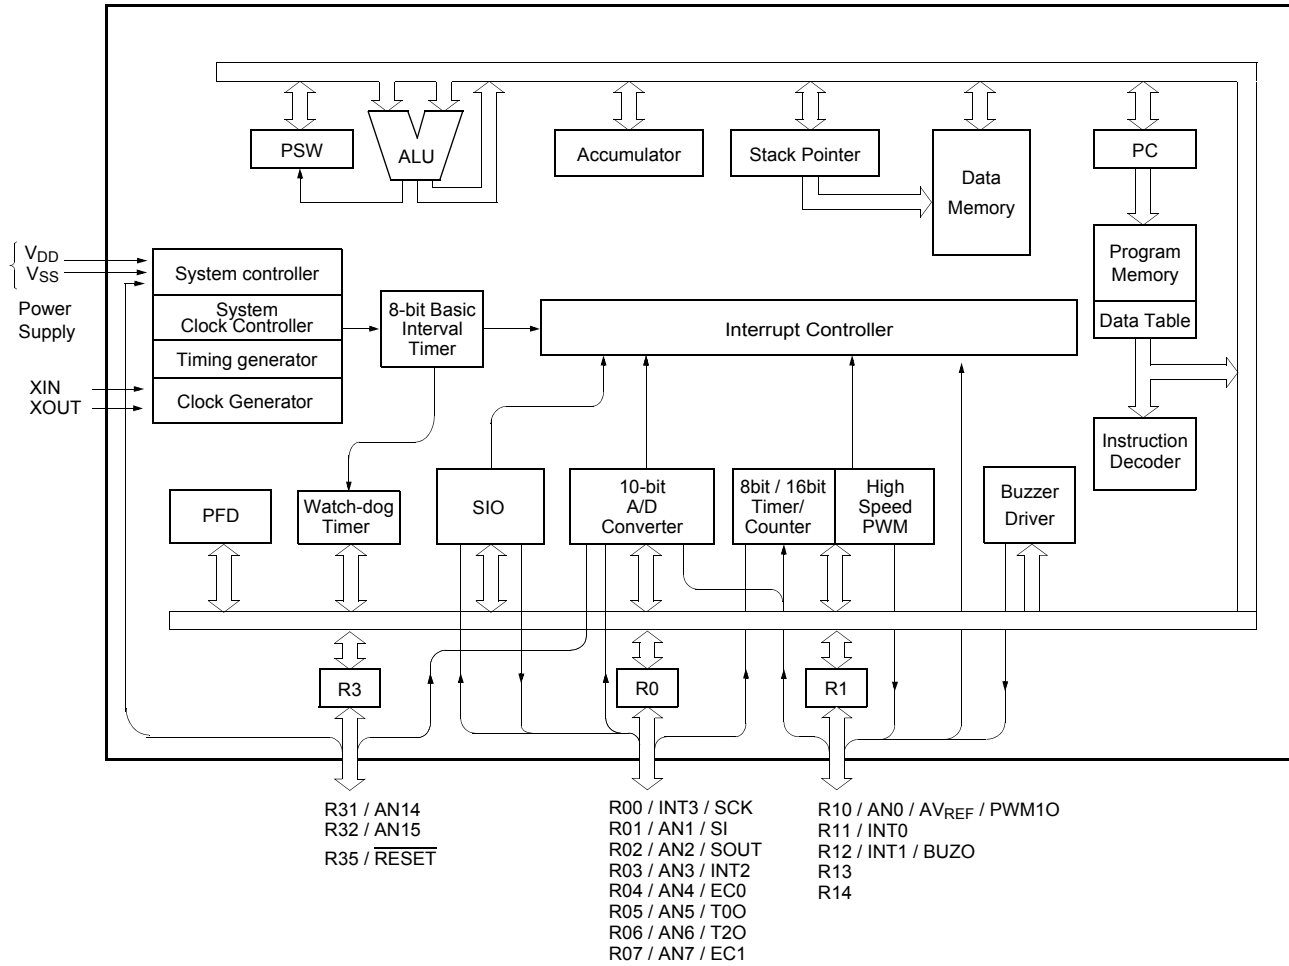 PSW
ALU
Accumulator
Stack Pointer
Data
Memory
PC
VDD
VSS
Power
Supply
System controller
System
Clock Controller
Timing generator
Clock Generator
XIN
XOUT
8-bit Basic
Interval
Timer
Interrupt Controller
Program
Memory
Data Table
Instruction
Decoder
PFD
Watch-dog
Timer
SIO
10-bit
A/D
Converter
8bit / 16bit
Timer/
Counter
High
Speed
PWM
Buzzer
Driver
R3
R0
R1
R31 / AN14
R32 / AN15
R35 / RESET
R00 / INT3 / SCK
R01 / AN1 / SI
R02 / AN2 / SOUT
R03 / AN3 / INT2
R04 / AN4 / EC0
R05 / AN5 / T0O
R06 / AN6 / T2O
R07 / AN7 / EC1
R10 / AN0 / AVREF / PWM1O
R11 / INT0
R12 / INT1 / BUZO
R13
R14